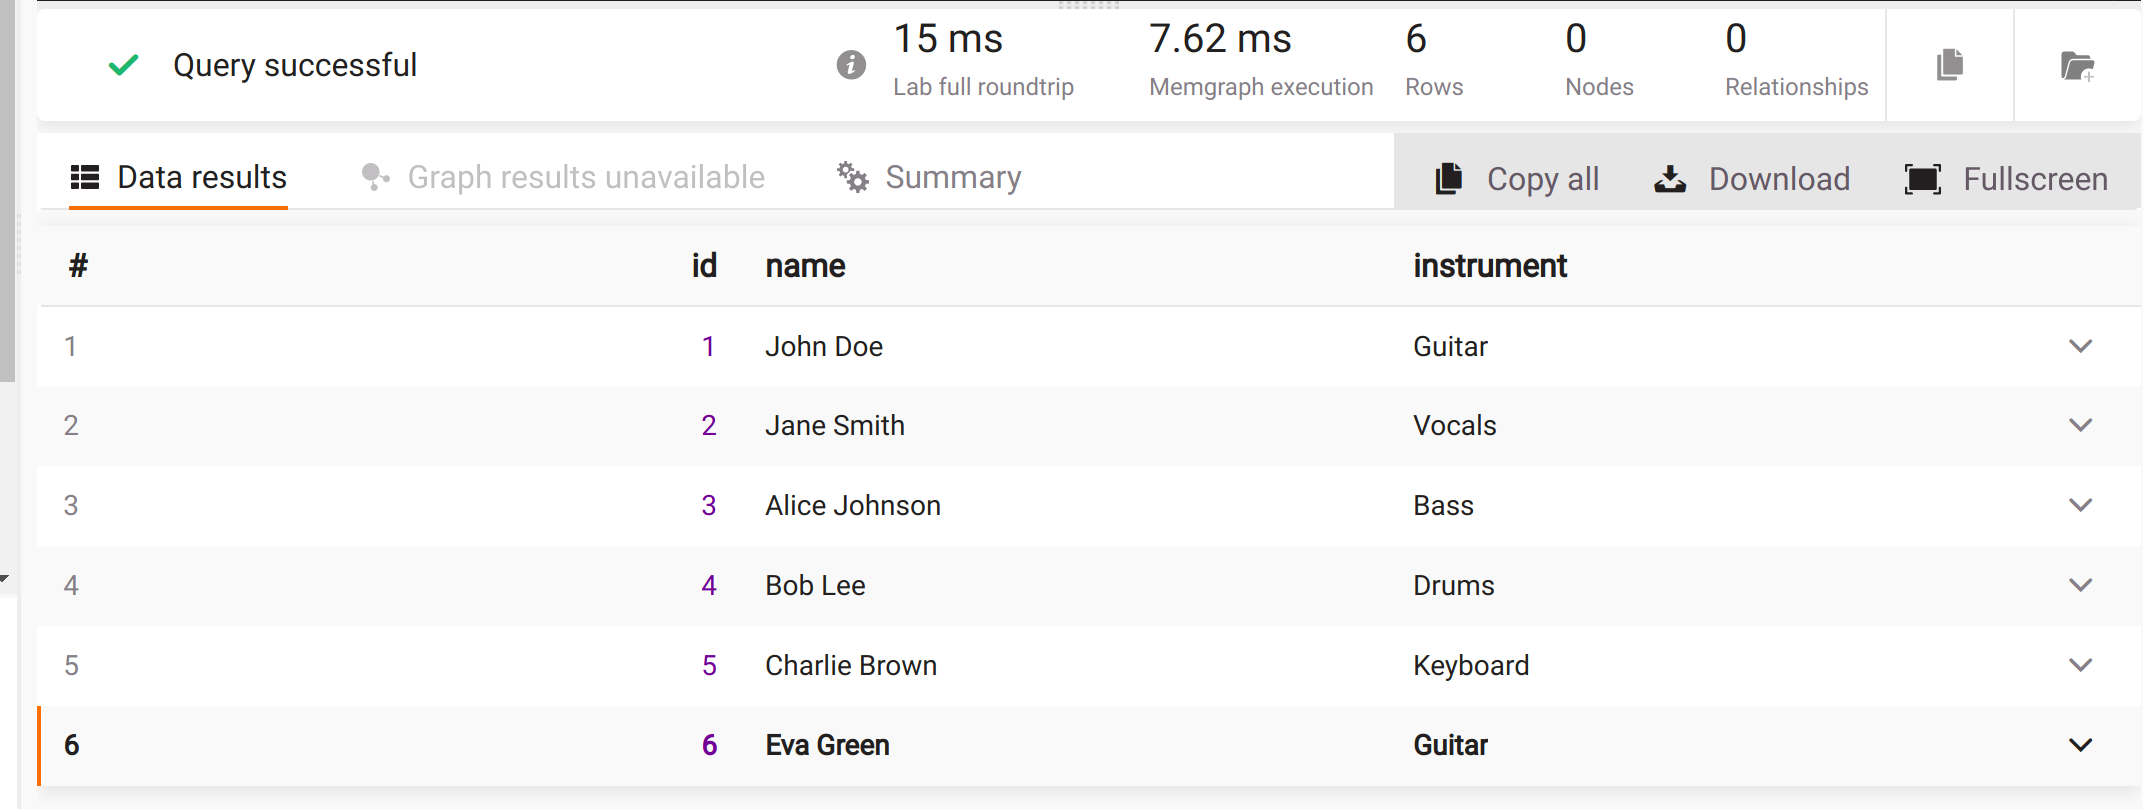 Query successful
15 ms 7.62 ms 6 0 0
Lab full roundtrip Memgraph execution Rows Nodes Relationships
Data results Graph results unavailable Summary Copy all Download Fullscreen
# id name instrument
1 1 John Doe Guitar
2 2 Jane Smith Vocals
3 3 Alice Johnson Bass
4 4 Bob Lee Drums
5 5 Charlie Brown Keyboard
6 6 Eva Green Guitar